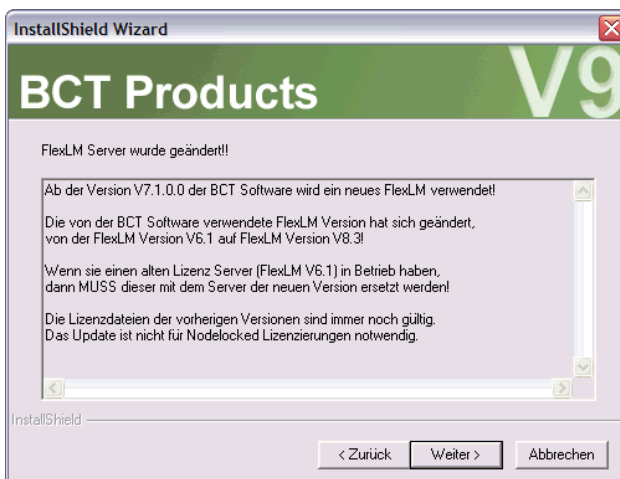 InstallShield Wizard
BCT Products
V9
FlexLM Server wurde geändert!!
Ab der Version V7.1.0.0 der BCT Software wird ein neues FlexLM verwendet!
Die von der BCT Software verwendete FlexLM Version hat sich geändert,
von der FlexLM Version V6.1 auf FlexLM Version V8.3!
Wenn sie einen alten Lizenz Server (FlexLM V6.1) in Betrieb haben,
dann MUSS dieser mit dem Server der neuen Version ersetzt werden!
Die Lizenzdateien der vorherigen Versionen sind immer noch gültig.
Das Update ist nicht für Nodelocked Lizenzierungen notwendig.
InstallShield
< Zurück
Weiter >
Abbrechen